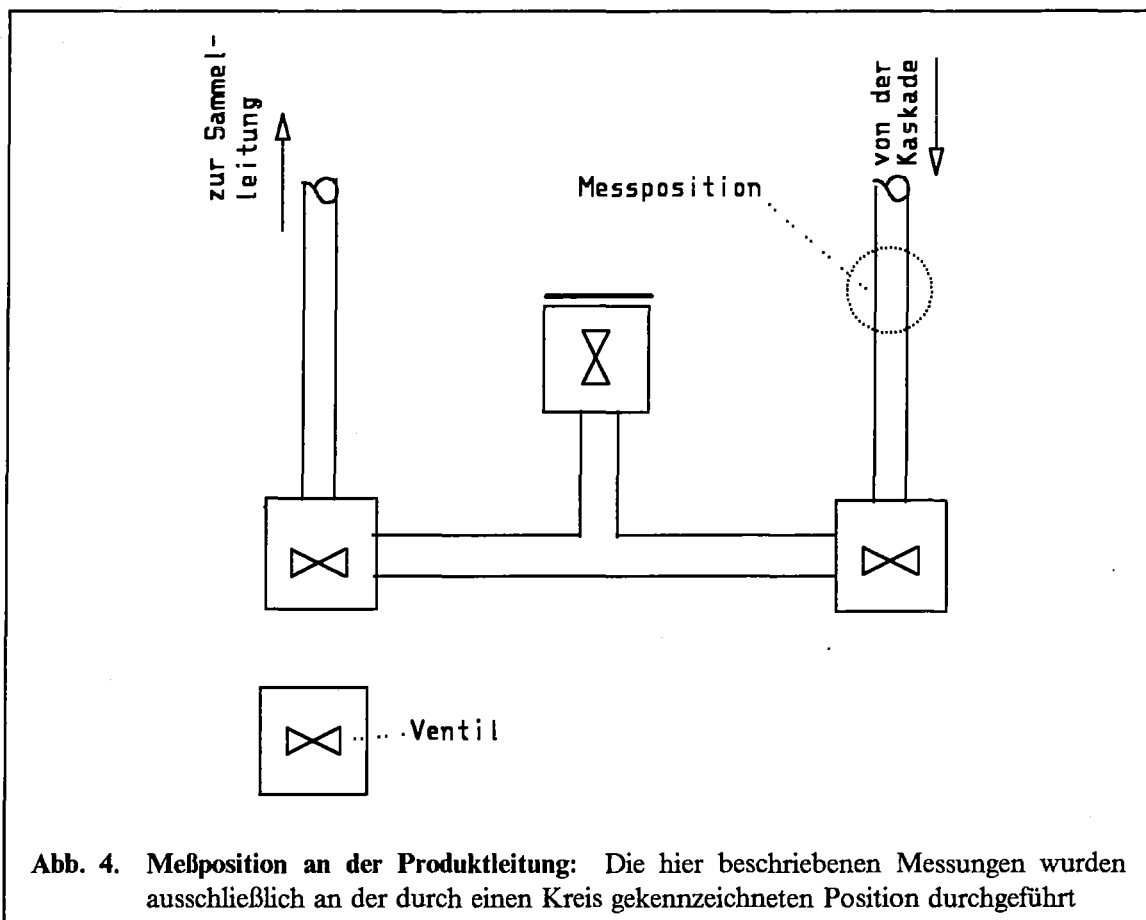 zur Sammel-
leitung
von der
Kaskade
Messposition
Ventil
Abb. 4. Meßposition an der Produktleitung: Die hier beschriebenen Messungen wurden
ausschließlich an der durch einen Kreis gekennzeichneten Position durchgeführt